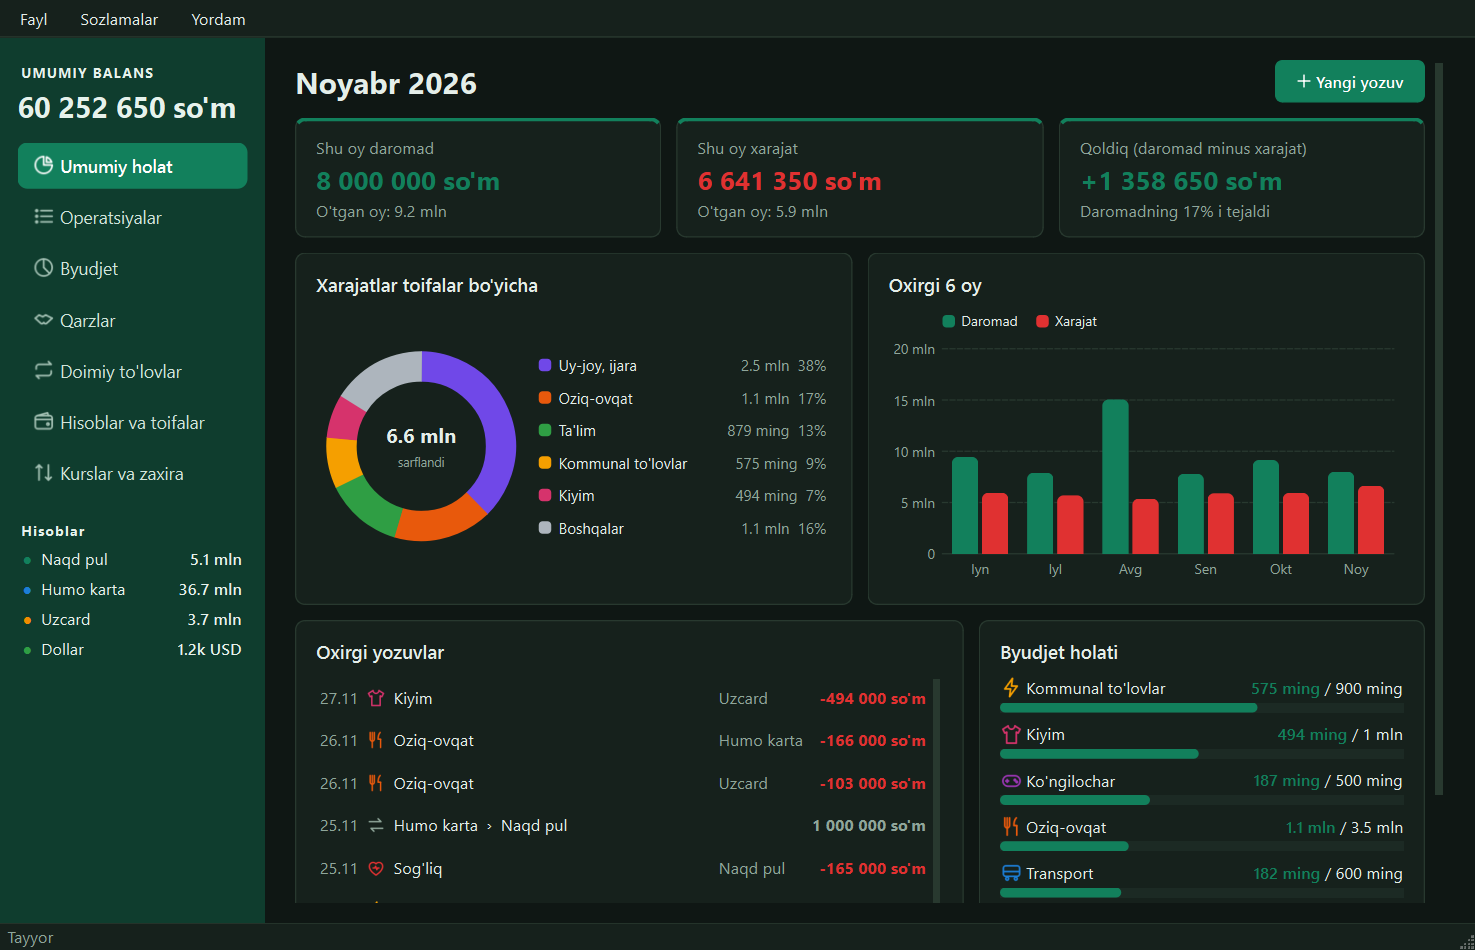 Fayl Sozlamalar Yordam
UMUMIY BALANS
60 252 650 so'm
Umumiy holat
Operatsiyalar
Byudjet
Qarzlar
Doimiy to'lovlar
Hisoblar va toifalar
Kurslar va zaxira
Hisoblar
Naqd pul 5.1 mln
Humo karta 36.7 mln
Uzcard 3.7 mln
Dollar 1.2k USD
Noyabr 2026
+ Yangi yozuv
Shu oy daromad
8 000 000 so'm
O'tgan oy: 9.2 mln
Shu oy xarajat
6 641 350 so'm
O'tgan oy: 5.9 mln
Qoldiq (daromad minus xarajat)
+1 358 650 so'm
Daromadning 17% i tejaldi
Xarajatlar toifalar bo'yicha
6.6 mln
sarflandi
Uy-joy, ijara 2.5 mln 38%
Oziq-ovqat 1.1 mln 17%
Ta'lim 879 ming 13%
Kommunal to'lovlar 575 ming 9%
Kiyim 494 ming 7%
Boshqalar 1.1 mln 16%
Oxirgi 6 oy
Daromad Xarajat
20 mln
15 mln
10 mln
5 mln
0
Iyn Iyl Avg Sen Okt Noy
Oxirgi yozuvlar
27.11 Kiyim Uzcard -494 000 so'm
26.11 Oziq-ovqat Humo karta -166 000 so'm
26.11 Oziq-ovqat Uzcard -103 000 so'm
25.11 Humo karta › Naqd pul 1 000 000 so'm
25.11 Sog'liq Naqd pul -165 000 so'm
Byudjet holati
Kommunal to'lovlar 575 ming / 900 ming
Kiyim 494 ming / 1 mln
Ko'ngilochar 187 ming / 500 ming
Oziq-ovqat 1.1 mln / 3.5 mln
Transport 182 ming / 600 ming
Tayyor